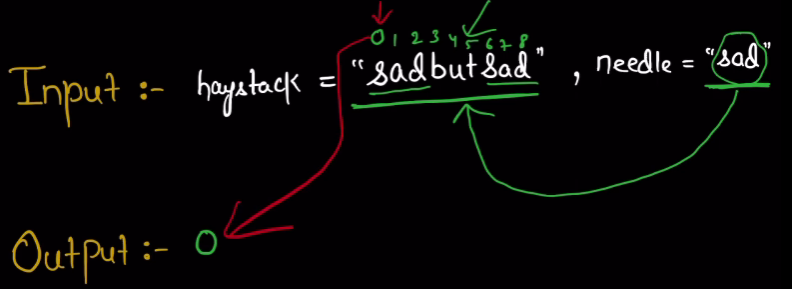 0 1 2 3 4 5 6 7 8
Input :- haystack = "sadbutsad" , needle = "sad"
Output :- 0